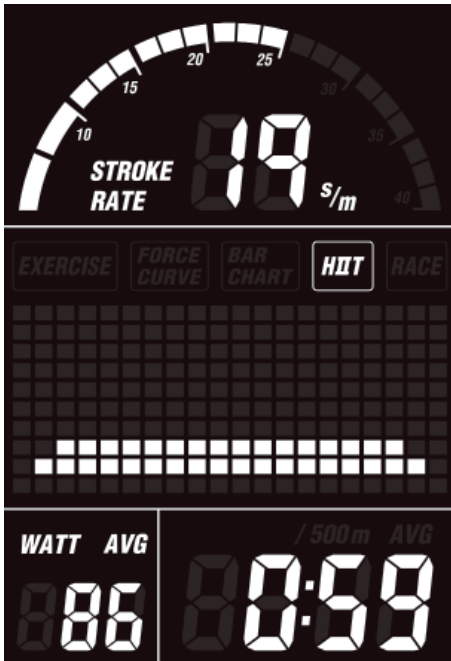 10 15 20 25 30 35 40
STROKE
RATE
19 s/m
EXERCISE FORCE CURVE BAR CHART HIIT RACE
WATT AVG
86
/ 500 m AVG
0:59